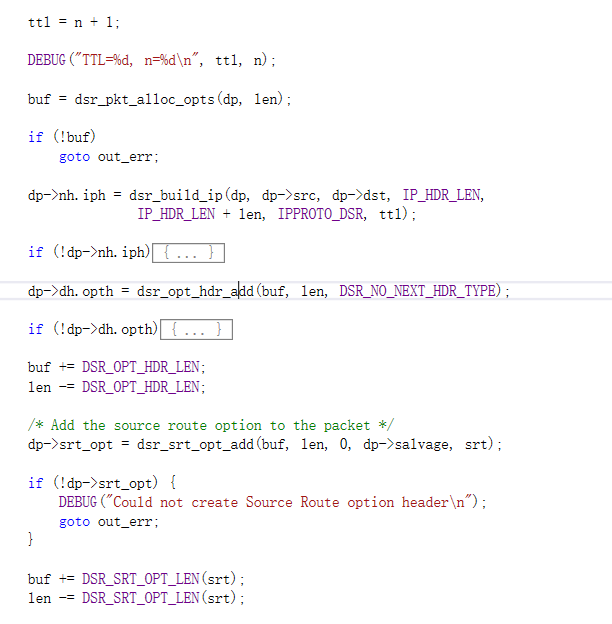 ttl = n + 1;
DEBUG("TTL=%d, n=%d\n", ttl, n);
buf = dsr_pkt_alloc_opts(dp, len);
if (!buf)
goto out_err;
dp->nh.iph = dsr_build_ip(dp, dp->src, dp->dst, IP_HDR_LEN,
IP_HDR_LEN + len, IPPROTO_DSR, ttl);
if (!dp->nh.iph) { ... }
dp->dh.opth = dsr_opt_hdr_add(buf, len, DSR_NO_NEXT_HDR_TYPE);
if (!dp->dh.opth) { ... }
buf += DSR_OPT_HDR_LEN;
len -= DSR_OPT_HDR_LEN;
/* Add the source route option to the packet */
dp->srt_opt = dsr_srt_opt_add(buf, len, 0, dp->salvage, srt);
if (!dp->srt_opt) {
DEBUG("Could not create Source Route option header\n");
goto out_err;
}
buf += DSR_SRT_OPT_LEN(srt);
len -= DSR_SRT_OPT_LEN(srt);